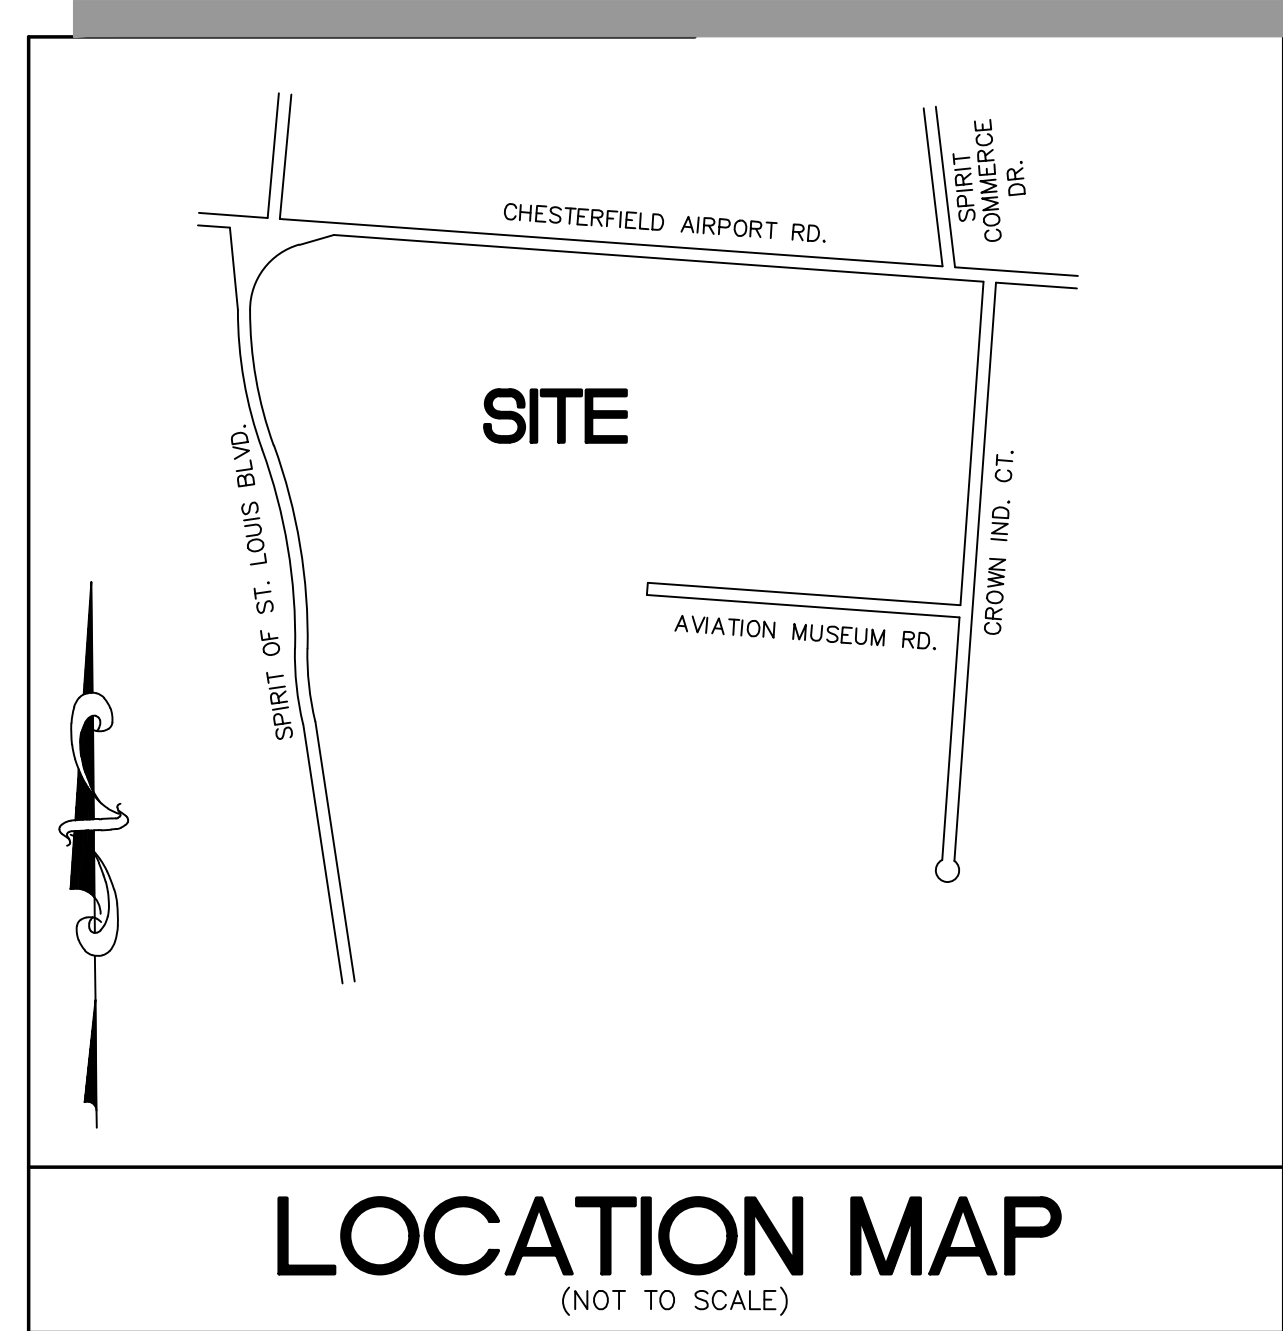 SPIRIT
COMMERCE
DR.
CHESTERFIELD AIRPORT RD.
SITE
SPIRIT OF ST. LOUIS BLVD.
CROWN IND. CT.
AVIATION MUSEUM RD.
LOCATION MAP
(NOT TO SCALE)